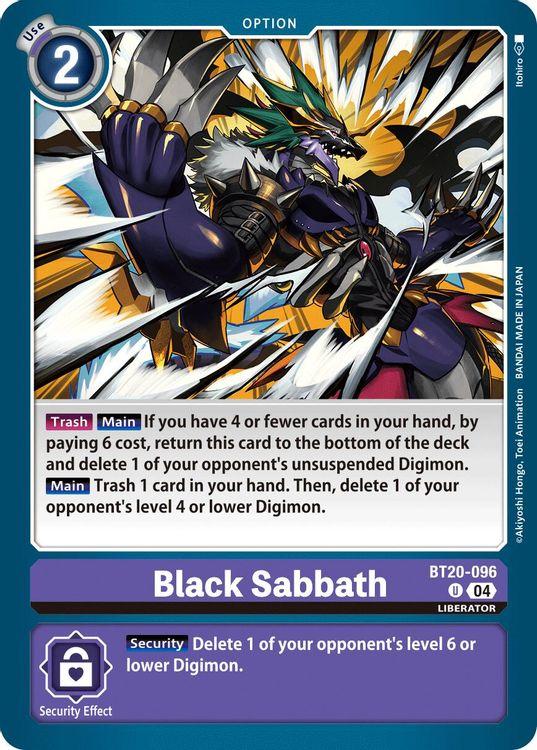 OPTION
Use
2
Itohiro
Trash Main If you have 4 or fewer cards in your hand, by
paying 6 cost, return this card to the bottom of the deck
and delete 1 of your opponent's unsuspended Digimon.
Main Trash 1 card in your hand. Then, delete 1 of your
opponent's level 4 or lower Digimon.
©Akiyoshi Hongo, Toei Animation BANDAI MADE IN JAPAN
Black Sabbath
BT20-096
U 04
LIBERATOR
Security Delete 1 of your opponent's level 6 or
lower Digimon.
Security Effect